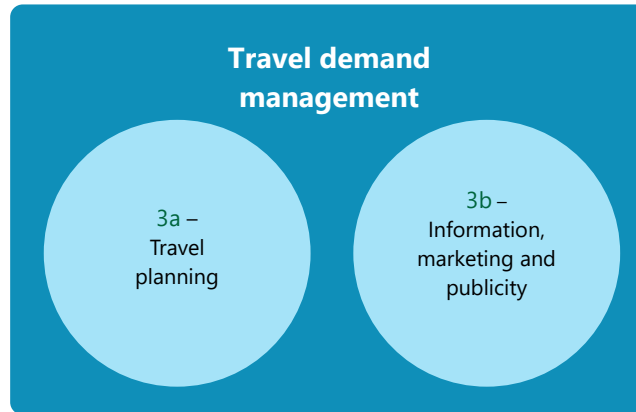 Travel demand
management
3a –
Travel
planning
3b –
Information,
marketing and
publicity